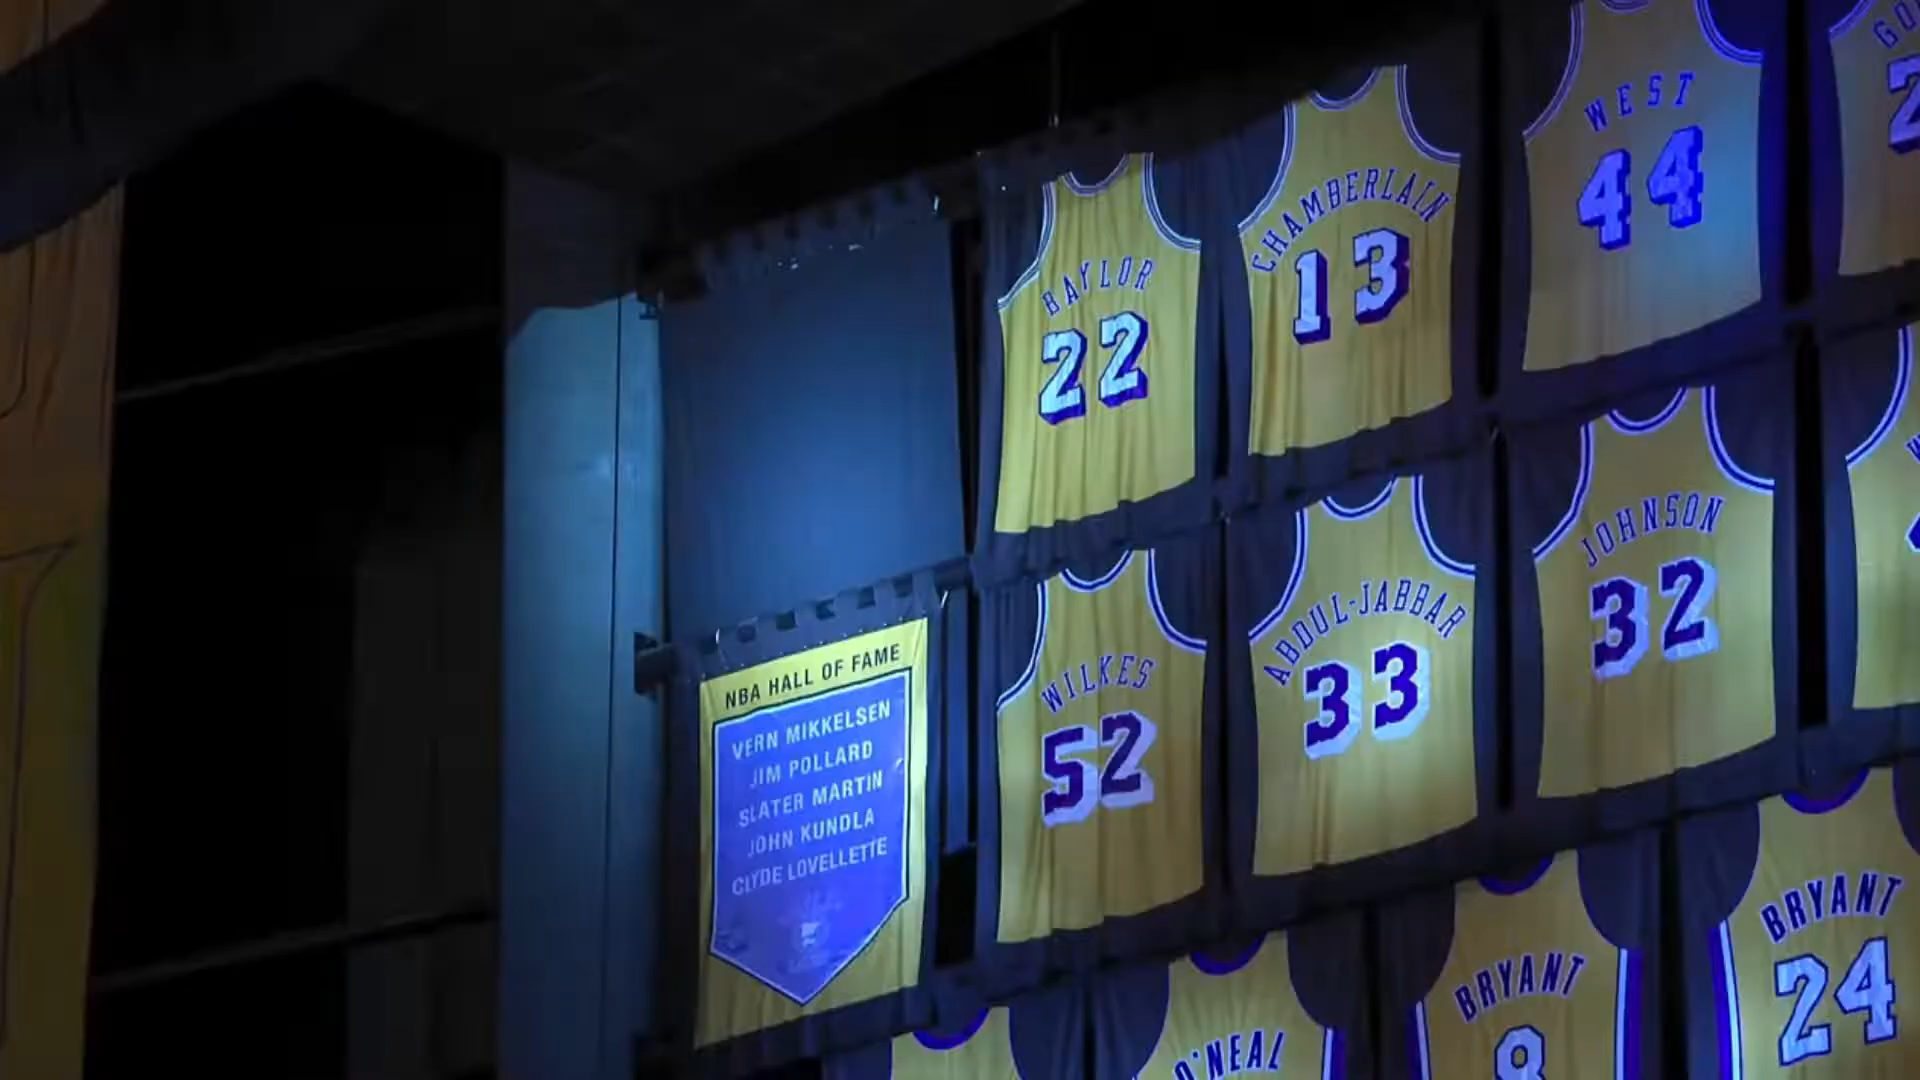 WEST
44
CHAMBERLAIN
13
BAYLOR
22
JOHNSON
32
ABDUL-JABBAR
33
WILKES
52
NBA HALL OF FAME
VERN MIKKELSEN
JIM POLLARD
SLATER MARTIN
JOHN KUNDLA
CLYDE LOVELLETTE
BRYANT
24
BRYANT
8
O'NEAL